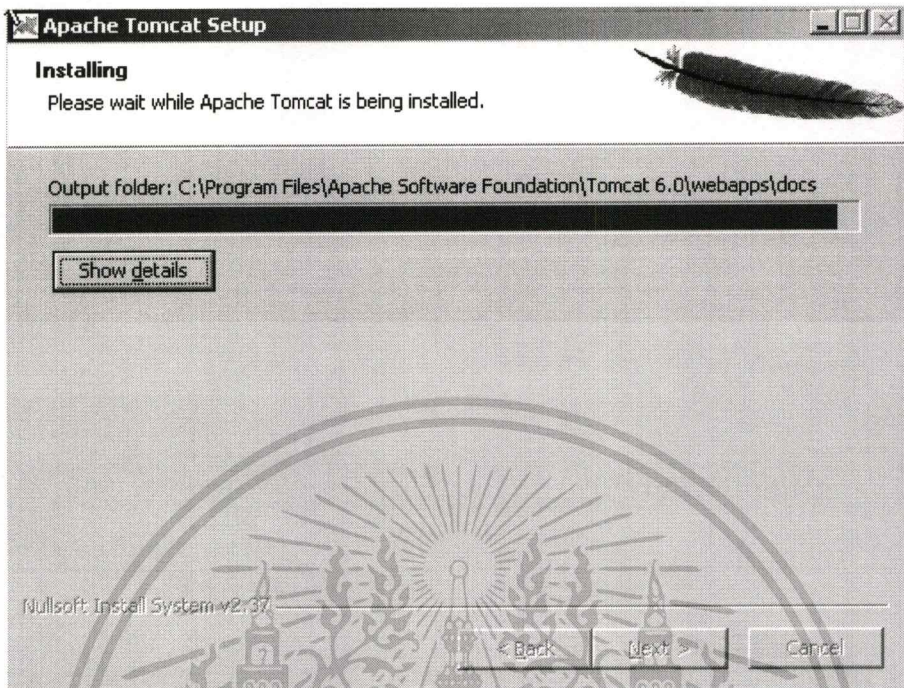 Apache Tomcat Setup
Installing
Please wait while Apache Tomcat is being installed.
Output folder: C:\Program Files\Apache Software Foundation\Tomcat 6.0\webapps\docs
Show details
Nullsoft Install System v2.37
< Back
Next >
Cancel